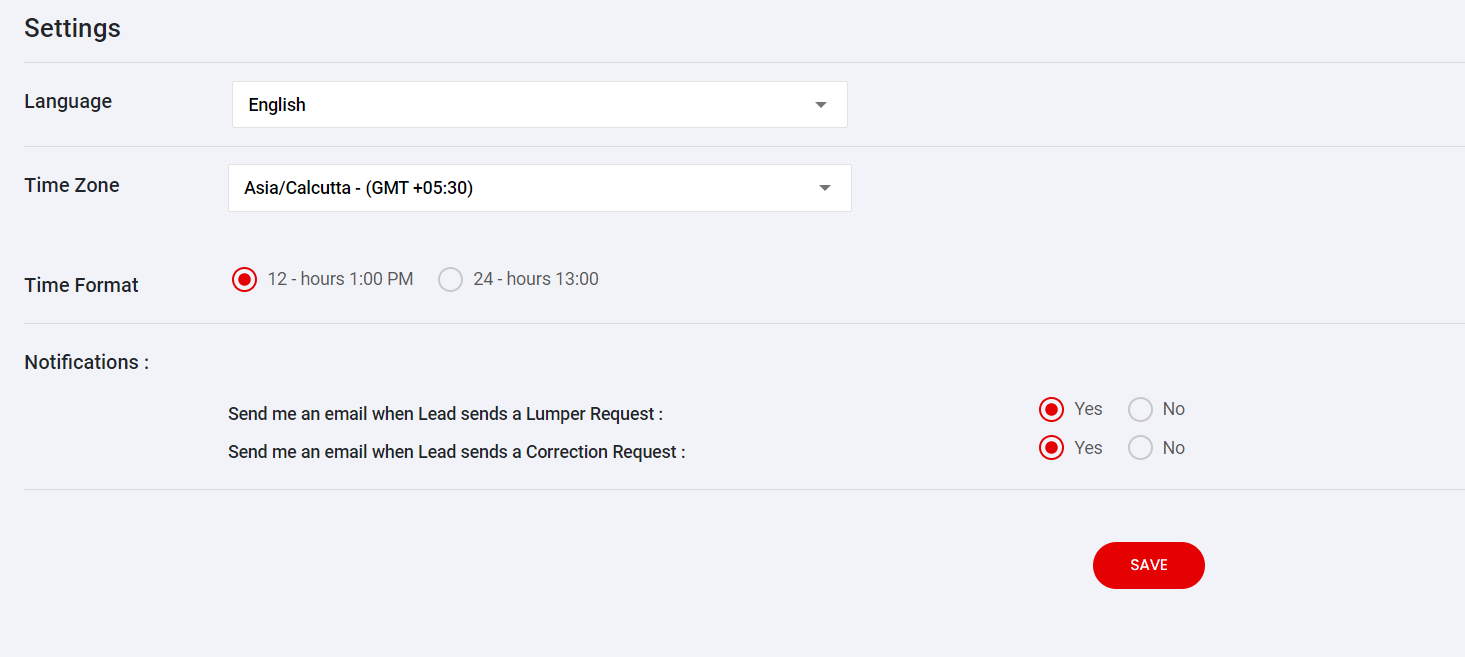 Settings
Language
English
Time Zone
Asia/Calcutta - (GMT +05:30)
Time Format
12 - hours 1:00 PM
24 - hours 13:00
Notifications :
Send me an email when Lead sends a Lumper Request :
Yes
No
Send me an email when Lead sends a Correction Request :
Yes
No
SAVE